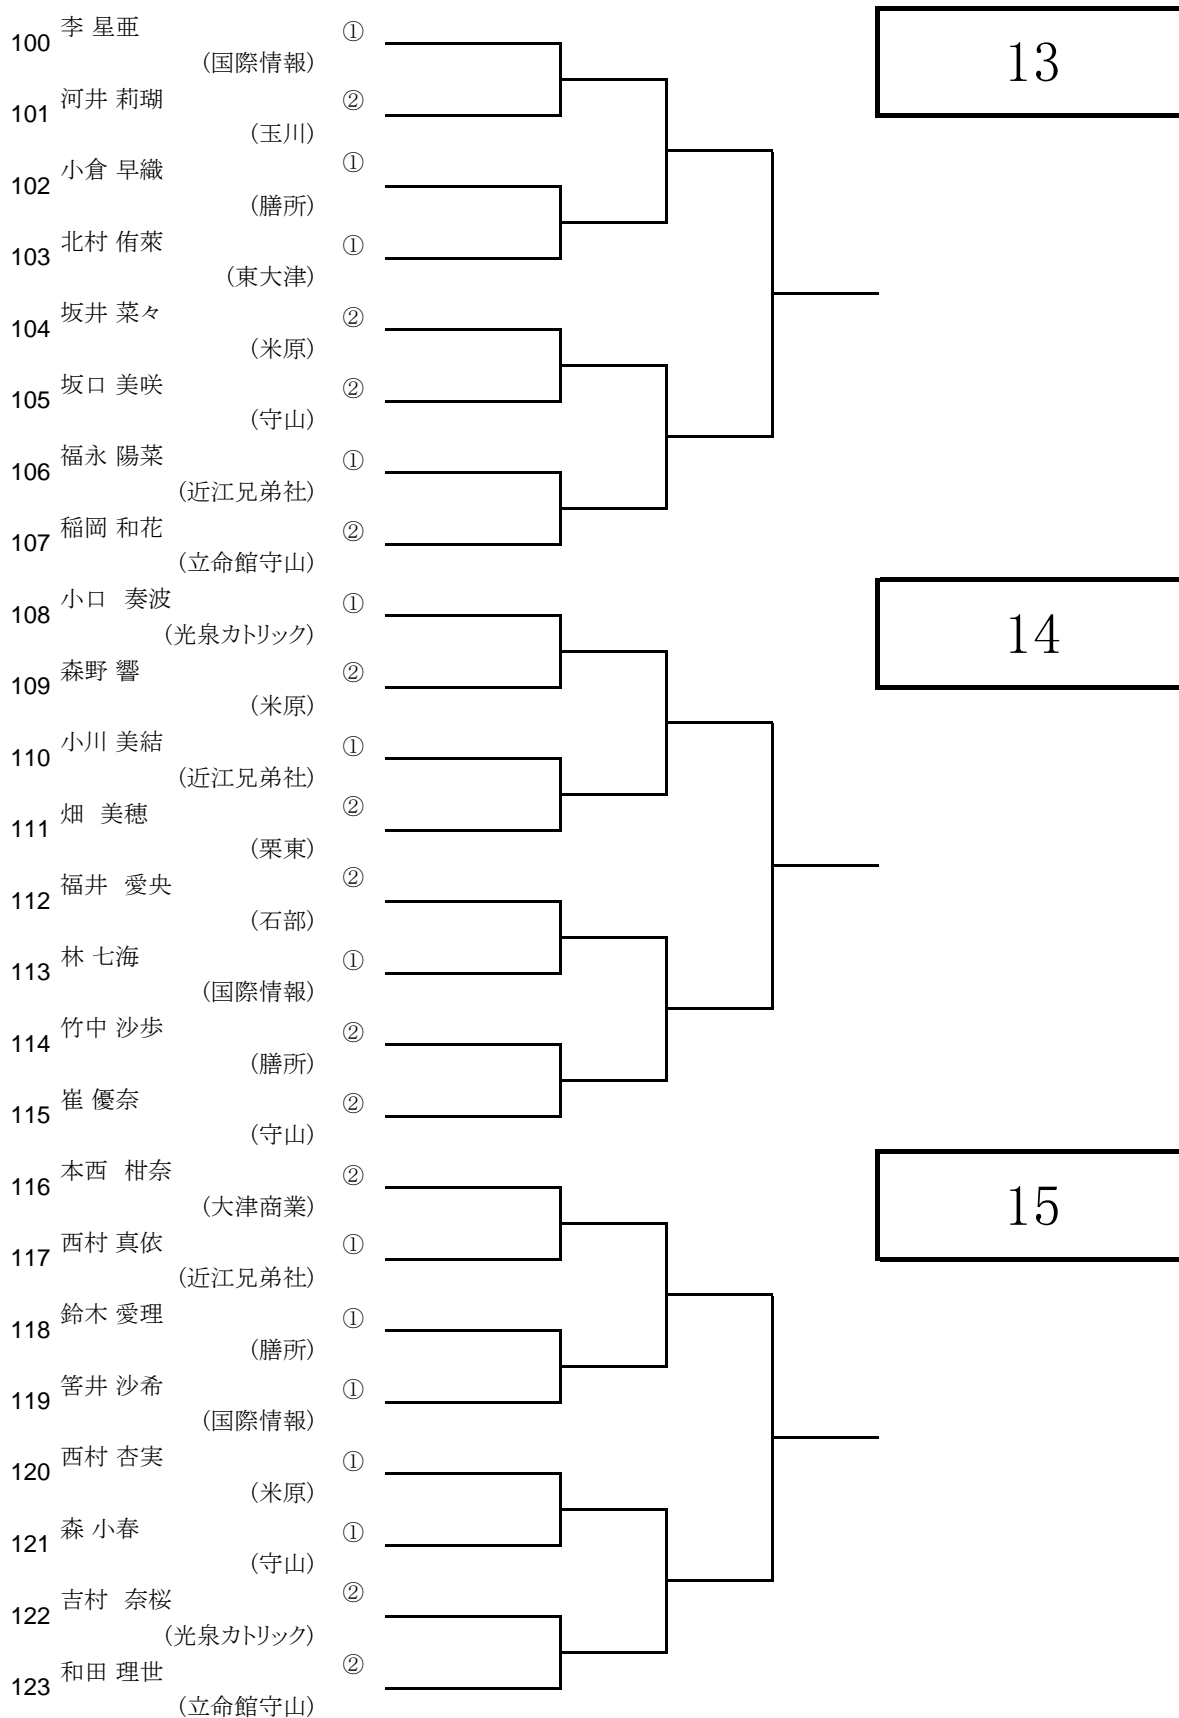 100 李 星亜 ①
(国際情報)
13
101 河井 莉瑚 ②
(玉川)
102 小倉 早織 ①
(膳所)
103 北村 侑萊 ①
(東大津)
104 坂井 菜々 ②
(米原)
105 坂口 美咲 ②
(守山)
106 福永 陽菜 ①
(近江兄弟社)
107 稲岡 和花 ②
(立命館守山)
108 小口 奏波 ①
(光泉カトリック)
14
109 森野 響 ②
(米原)
110 小川 美結 ①
(近江兄弟社)
111 畑 美穂 ②
(栗東)
112 福井 愛央 ②
(石部)
113 林 七海 ①
(国際情報)
114 竹中 沙歩 ②
(膳所)
115 崔 優奈 ②
(守山)
116 本西 柑奈 ②
(大津商業)
15
117 西村 真依 ①
(近江兄弟社)
118 鈴木 愛理 ①
(膳所)
119 筈井 沙希 ①
(国際情報)
120 西村 杏実 ①
(米原)
121 森 小春 ①
(守山)
122 吉村 奈桜 ②
(光泉カトリック)
123 和田 理世 ②
(立命館守山)